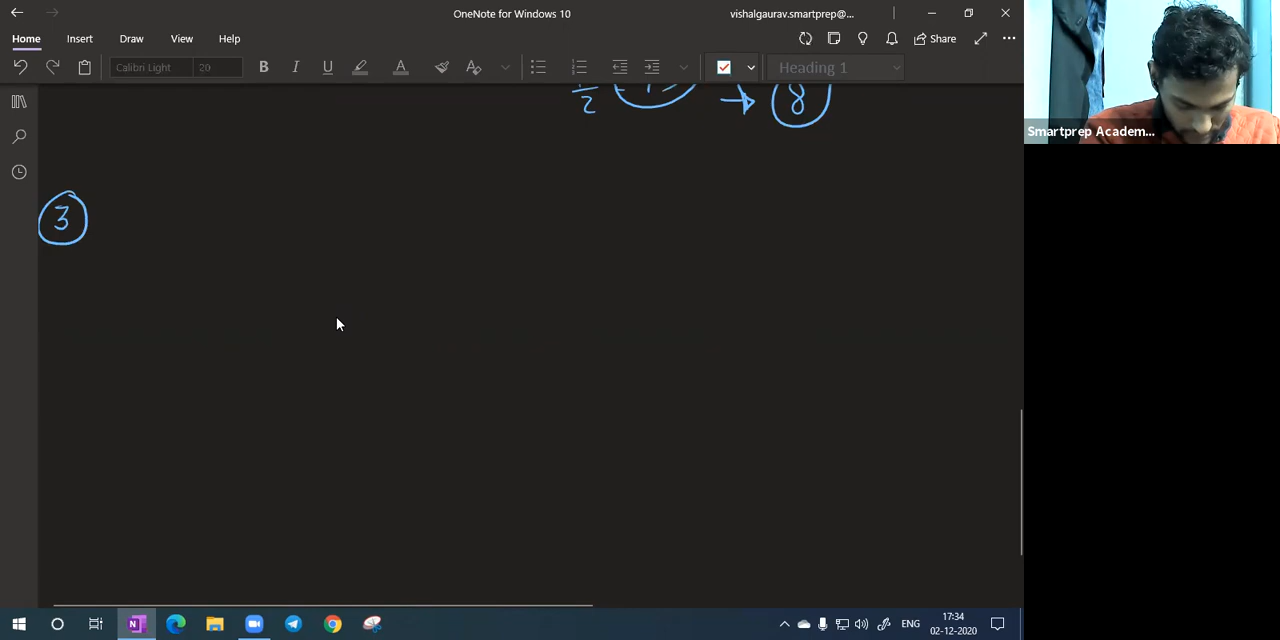 OneNote for Windows 10
vishalgaurav.smartprep@...
Home Insert Draw View Help
Share
Calibri Light 20 B I U A Heading 1
2 8
Smartprep Academ...
3
17:34
ENG
02-12-2020